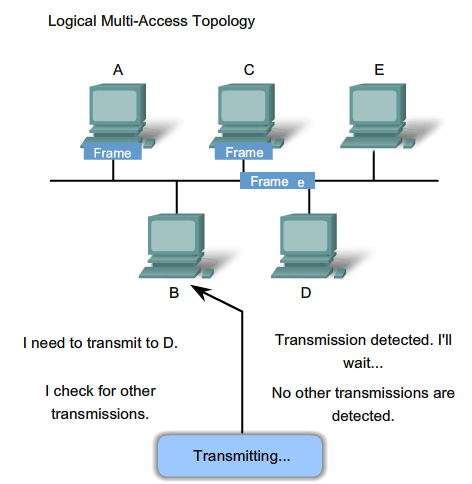 Logical Multi-Access Topology
A
C
E
Frame
Frame
Frame e
B
D
I need to transmit to D.
Transmission detected. I'll
wait...
I check for other
transmissions.
No other transmissions are
detected.
Transmitting...